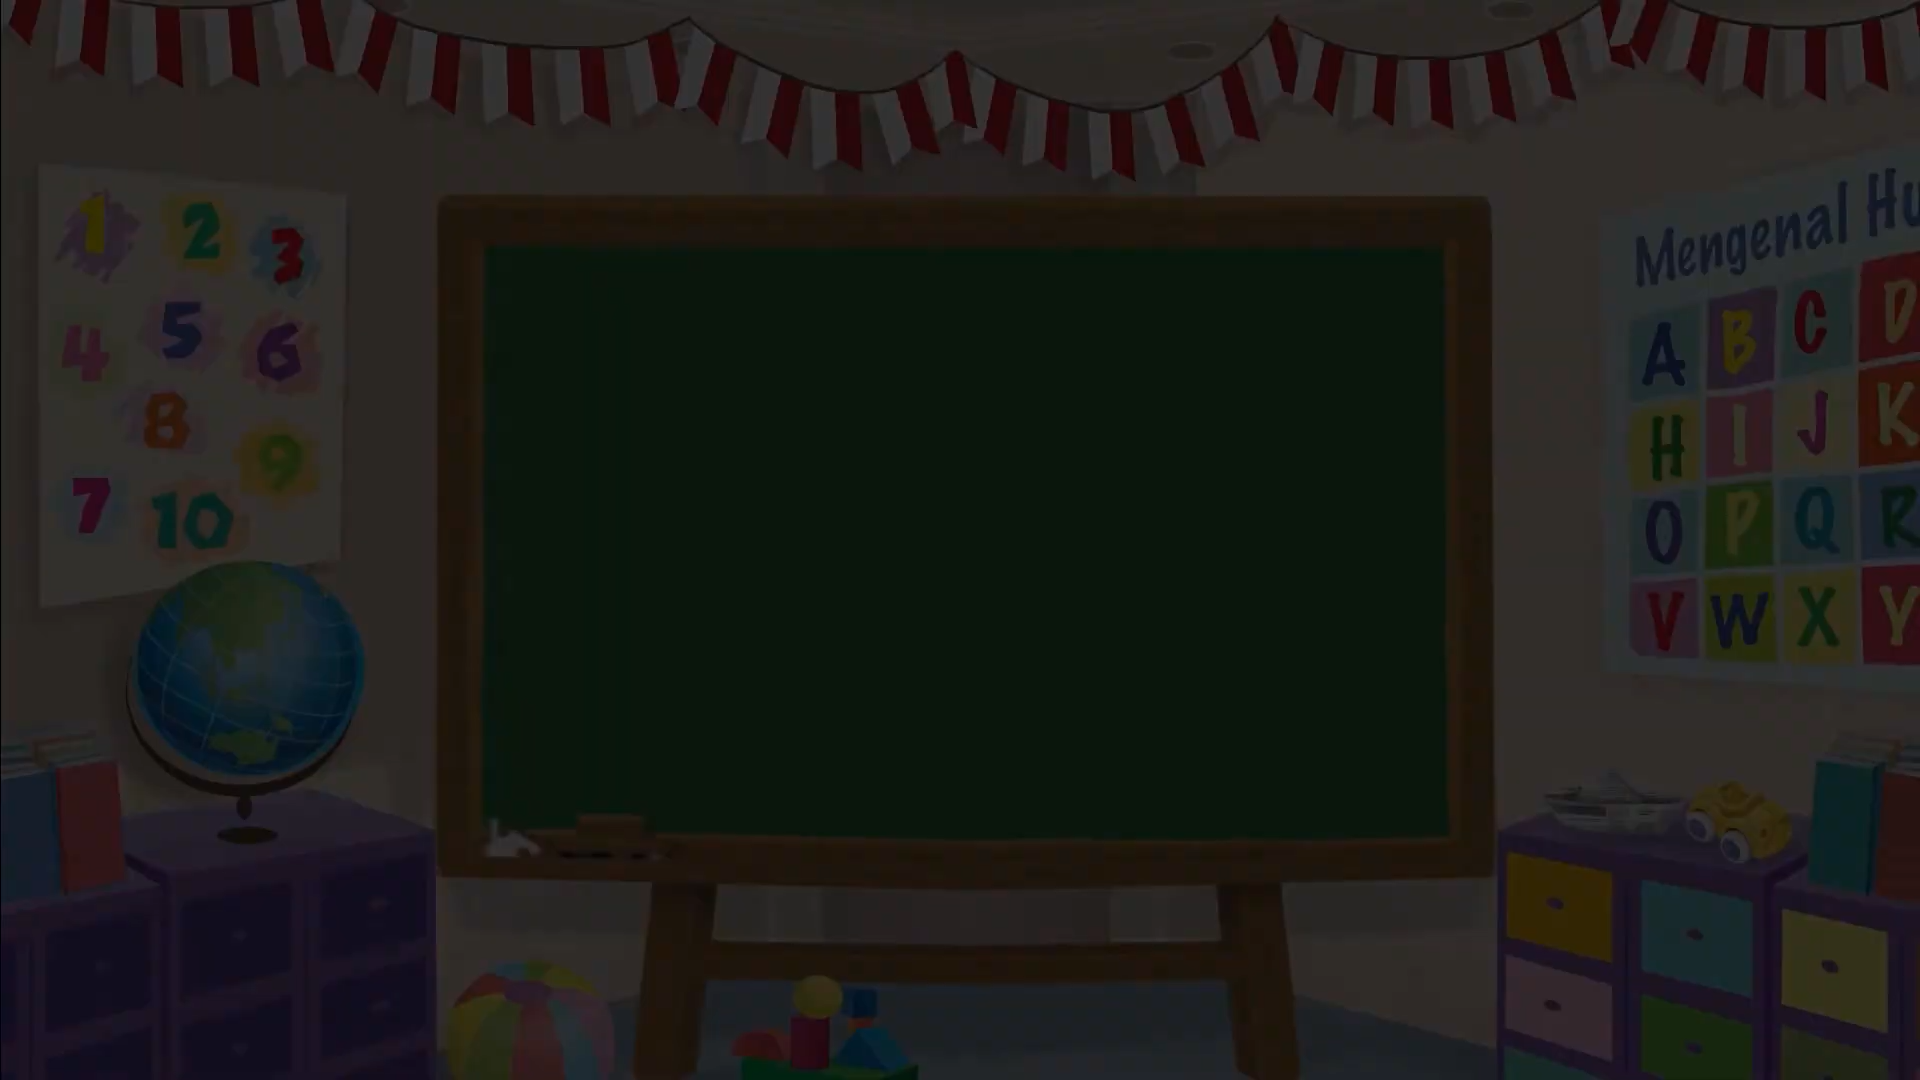 1 2 3
4 5 6
8
9
7 10
Mengenal Hu
A B C D
H I J K
O P Q R
V W X Y